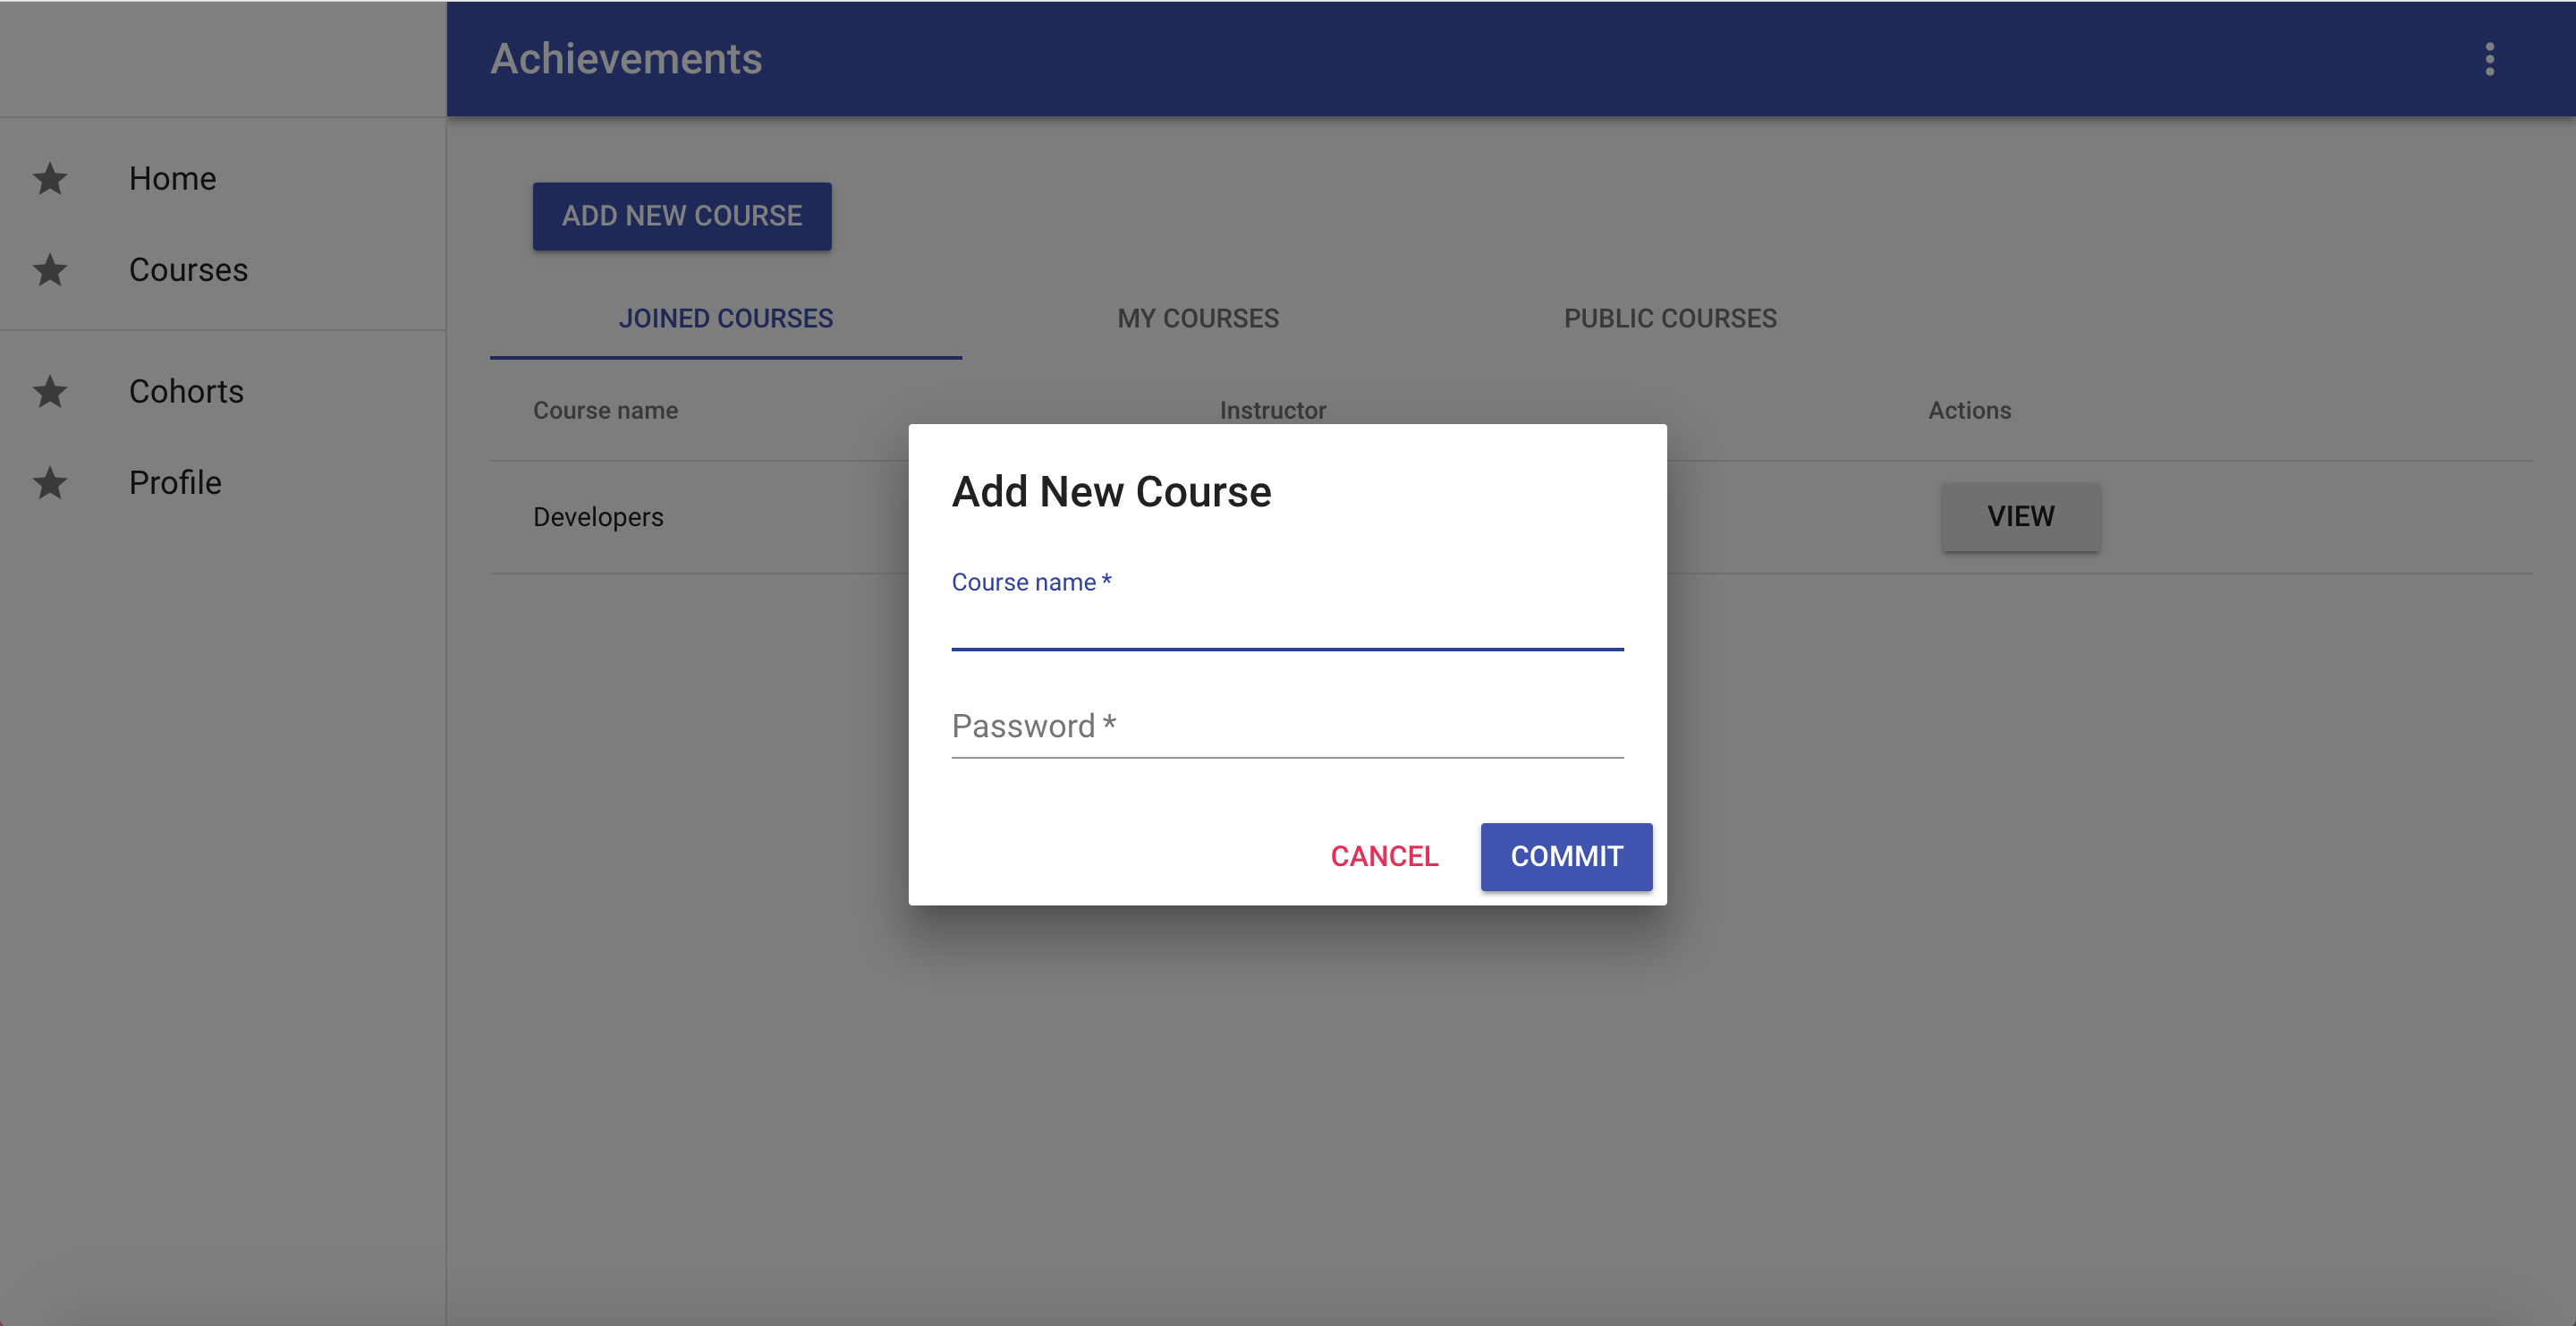 Achievements
Home
Courses
Cohorts
Profile
ADD NEW COURSE
JOINED COURSES MY COURSES PUBLIC COURSES
Course name Instructor Actions
Developers VIEW
Add New Course
Course name *
Password *
CANCEL COMMIT